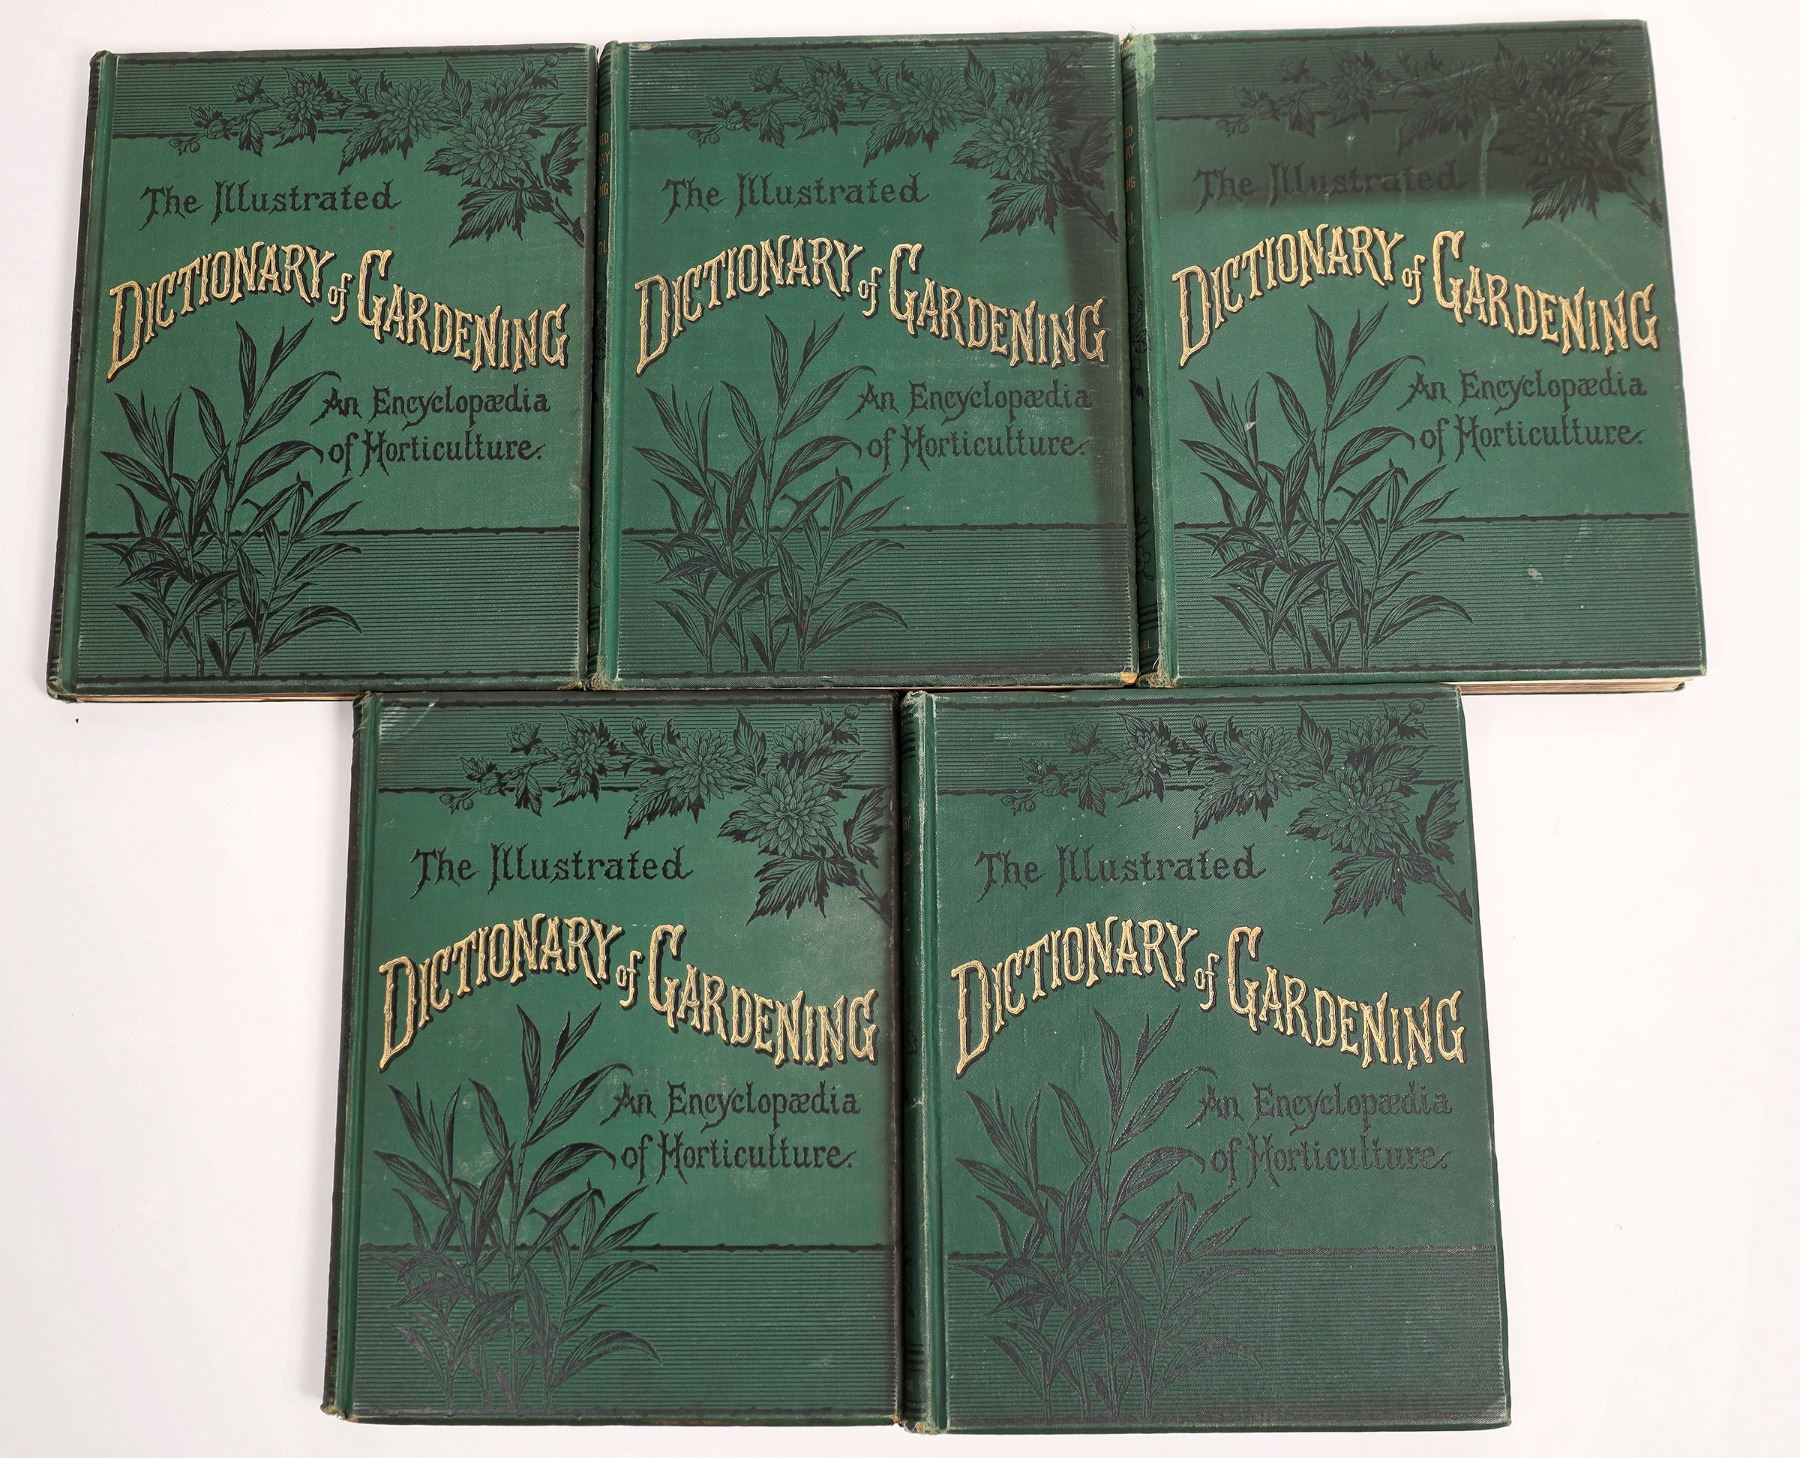 The Illustrated
DICTIONARY of GARDENING
An Encyclopædia
of Horticulture.
The Illustrated
DICTIONARY of GARDENING
An Encyclopædia
of Horticulture.
The Illustrated
DICTIONARY of GARDENING
An Encyclopædia
of Horticulture.
The Illustrated
DICTIONARY of GARDENING
An Encyclopædia
of Horticulture.
The Illustrated
DICTIONARY of GARDENING
An Encyclopædia
of Horticulture.